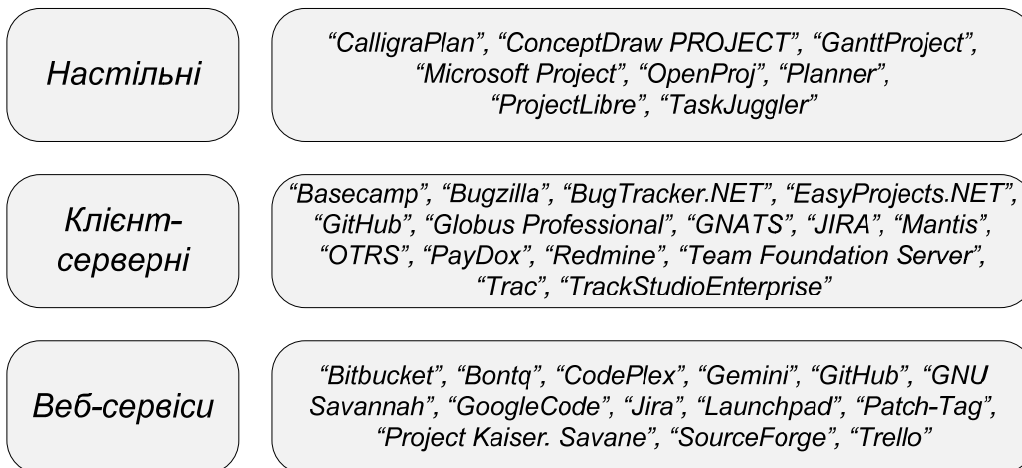 Настільні
“CalligraPlan”, “ConceptDraw PROJECT”, “GanttProject”,
“Microsoft Project”, “OpenProj”, “Planner”,
“ProjectLibre”, “TaskJuggler”
Клієнт-
серверні
“Basecamp”, “Bugzilla”, “BugTracker.NET”, “EasyProjects.NET”,
“GitHub”, “Globus Professional”, “GNATS”, “JIRA”, “Mantis”,
“OTRS”, “PayDox”, “Redmine”, “Team Foundation Server”,
“Trac”, “TrackStudioEnterprise”
Веб-сервіси
“Bitbucket”, “Bontq”, “CodePlex”, “Gemini”, “GitHub”, “GNU
Savannah”, “GoogleCode”, “Jira”, “Launchpad”, “Patch-Tag”,
“Project Kaiser. Savane”, “SourceForge”, “Trello”